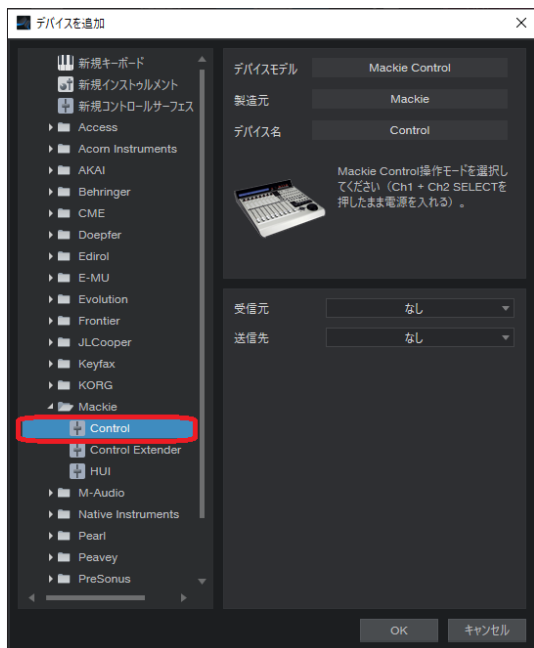 デバイスを追加
新規キーボード
新規インストゥルメント
新規コントロールサーフェス
Access
Acorn Instruments
AKAI
Behringer
CME
Doepfer
Edirol
E-MU
Evolution
Frontier
JLCooper
Keyfax
KORG
Mackie
Control
Control Extender
HUI
M-Audio
Native Instruments
Pearl
Peavey
PreSonus
デバイスモデル Mackie Control
製造元 Mackie
デバイス名 Control
Mackie Control操作モードを選択し
てください（Ch1 + Ch2 SELECTを
押したまま電源を入れる）。
受信元 なし
送信先 なし
OK キャンセル